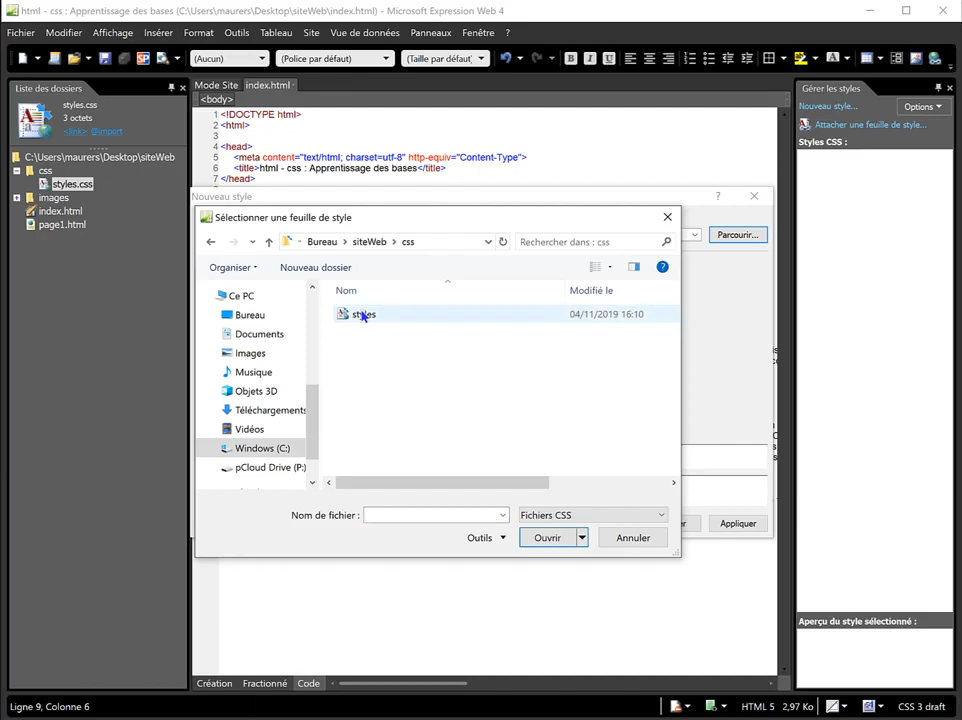 html - css : Apprentissage des bases (C:\Users\maurers\Desktop\siteWeb\index.html) - Microsoft Expression Web 4
Fichier Modifier Affichage Insérer Format Outils Tableau Site Vue de données Panneaux Fenêtre ?
(Aucun) (Police par défaut) (Taille par défaut)
Liste des dossiers
styles.css
3 octets
<link> @import
C:\Users\maurers\Desktop\siteWeb
css
styles.css
images
index.html
page1.html
Mode Site index.html
<body>
1 <!DOCTYPE html>
2 <html>
3
4 <head>
5 <meta content="text/html; charset=utf-8" http-equiv="Content-Type">
6 <title>html - css : Apprentissage des bases</title>
7 </head>
8
Nouveau style
?
Parcourir...
Sélectionner une feuille de style
Bureau siteWeb css
Rechercher dans : css
Organiser Nouveau dossier
Nom Modifié le
styles 04/11/2019 16:10
Ce PC
Bureau
Documents
Images
Musique
Objets 3D
Téléchargements
Vidéos
Windows (C:)
pCloud Drive (P:)
Nom de fichier : Fichiers CSS
Outils Ouvrir Annuler
Appliquer
Gérer les styles
Nouveau style... Options
Attacher une feuille de style...
Styles CSS :
Aperçu du style sélectionné :
Création Fractionné Code
Ligne 9, Colonne 6
HTML 5 2,97 Ko CSS 3 draft